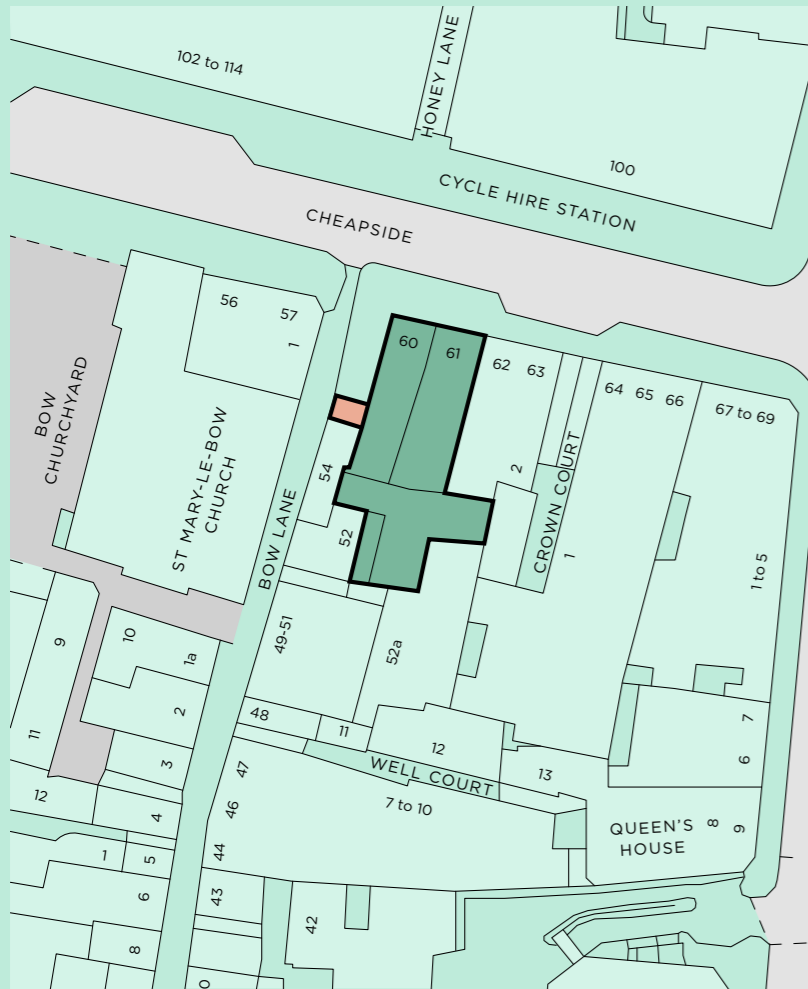 102 to 114
HONEY LANE
100
CYCLE HIRE STATION
CHEAPSIDE
56
57
1
60
61
62
63
64
65
66
67 to 69
BOW
CHURCHYARD
ST MARY-LE-BOW
CHURCH
BOW LANE
54
52
2
CROWN COURT
1
1 to 5
49-51
52a
9
10
1a
2
11
3
48
11
12
WELL COURT
13
7
6
12
4
47
46
44
7 to 10
QUEEN'S
HOUSE
8
9
1
5
6
43
42
8
0